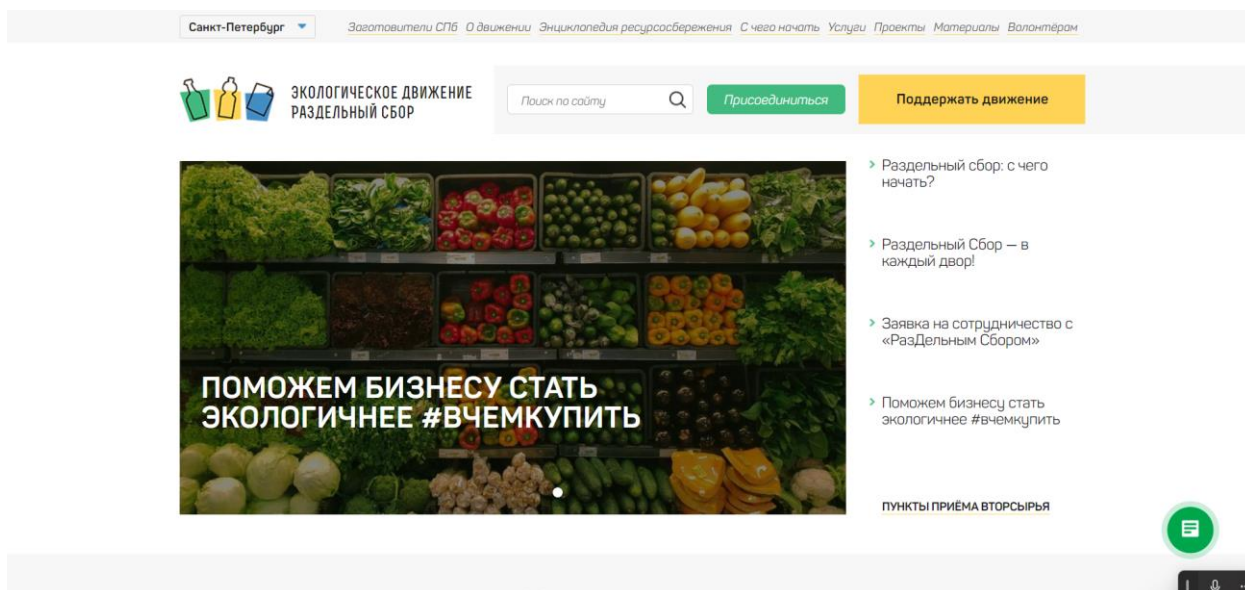 Санкт-Петербург
Заготовители СПб О движении Энциклопедия ресурсосбережения С чего начать Услуги Проекты Материалы Волонтёрам
ЭКОЛОГИЧЕСКОЕ ДВИЖЕНИЕ
РАЗДЕЛЬНЫЙ СБОР
Поиск по сайту
Присоединиться
Поддержать движение
ПОМОЖЕМ БИЗНЕСУ СТАТЬ
ЭКОЛОГИЧНЕЕ #ВЧЕМКУПИТЬ
Раздельный сбор: с чего
начать?
Раздельный Сбор — в
каждый двор!
Заявка на сотрудничество с
«РазДельным Сбором»
Поможем бизнесу стать
экологичнее #вчемкупить
ПУНКТЫ ПРИЁМА ВТОРСЫРЬЯ